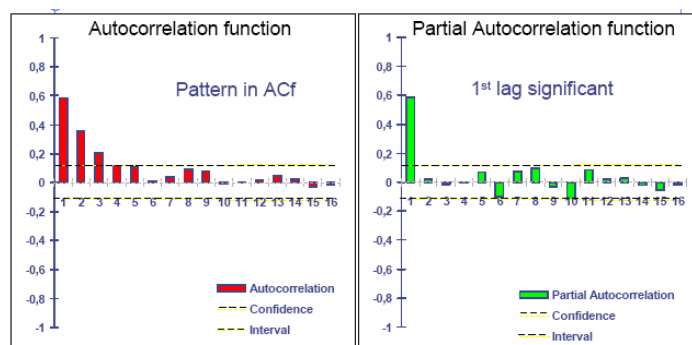 Autocorrelation function
1
0,8
0,6
0,4
0,2
0
-0,2
-0,4
-0,6
-0,8
-1
Pattern in ACf
1 2 3 4 5 6 7 8 9 10 11 12 13 14 15 16
Autocorrelation
Confidence
Interval
Partial Autocorrelation function
1
0,8
0,6
0,4
0,2
0
-0,2
-0,4
-0,6
-0,8
-1
1st lag significant
1 2 3 4 5 6 7 8 9 10 11 12 13 14 15 16
Partial Autocorrelation
Confidence
Interval